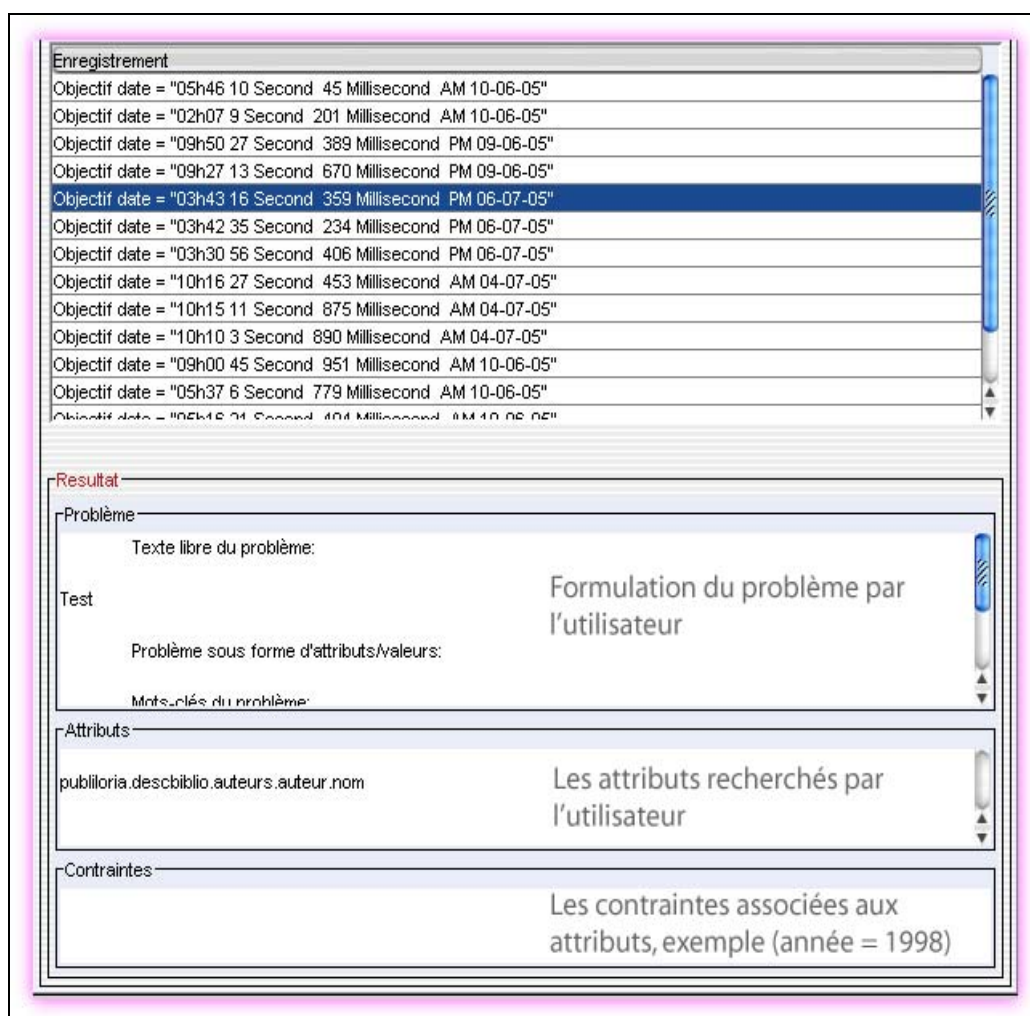 Enregistrement
Objectif date = "05h46 10 Second  45 Millisecond  AM 10-06-05"
Objectif date = "02h07 9 Second  201 Millisecond  AM 10-06-05"
Objectif date = "09h50 27 Second  389 Millisecond  PM 09-06-05"
Objectif date = "09h27 13 Second  670 Millisecond  PM 09-06-05"
Objectif date = "03h43 16 Second  359 Millisecond  PM 06-07-05"
Objectif date = "03h42 35 Second  234 Millisecond  PM 06-07-05"
Objectif date = "03h30 56 Second  406 Millisecond  PM 06-07-05"
Objectif date = "10h16 27 Second  453 Millisecond  AM 04-07-05"
Objectif date = "10h15 11 Second  875 Millisecond  AM 04-07-05"
Objectif date = "10h10 3 Second  890 Millisecond  AM 04-07-05"
Objectif date = "09h00 45 Second  951 Millisecond  AM 10-06-05"
Objectif date = "05h37 6 Second  779 Millisecond  AM 10-06-05"
Objectif date = Second Millisecond AM 10-06-05"
Resultat
Problème
Texte libre du problème:
Test
Formulation du problème par
l'utilisateur
Problème sous forme d'attributs/valeurs:
Mots-clés du problème:
Attributs
publiloria.descbiblio.auteurs.auteur.nom
Les attributs recherchés par
l'utilisateur
Contraintes
Les contraintes associées aux
attributs, exemple (année = 1998)